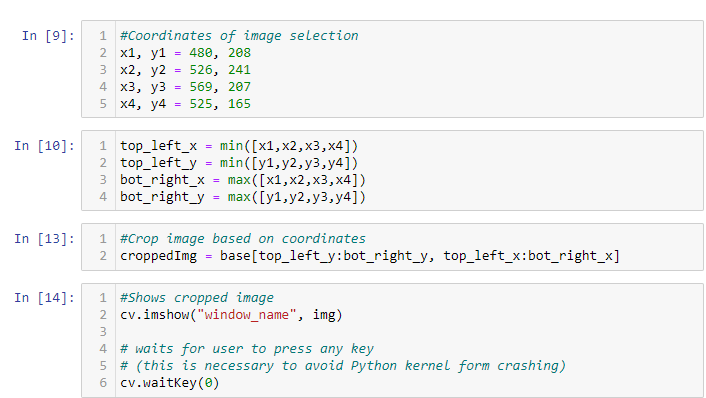 In [9]:
1 #Coordinates of image selection
2 x1, y1 = 480, 208
3 x2, y2 = 526, 241
4 x3, y3 = 569, 207
5 x4, y4 = 525, 165
In [10]:
1 top_left_x = min([x1,x2,x3,x4])
2 top_left_y = min([y1,y2,y3,y4])
3 bot_right_x = max([x1,x2,x3,x4])
4 bot_right_y = max([y1,y2,y3,y4])
In [13]:
1 #Crop image based on coordinates
2 croppedImg = base[top_left_y:bot_right_y, top_left_x:bot_right_x]
In [14]:
1 #Shows cropped image
2 cv.imshow("window_name", img)
3
4 # waits for user to press any key
5 # (this is necessary to avoid Python kernel form crashing)
6 cv.waitKey(0)